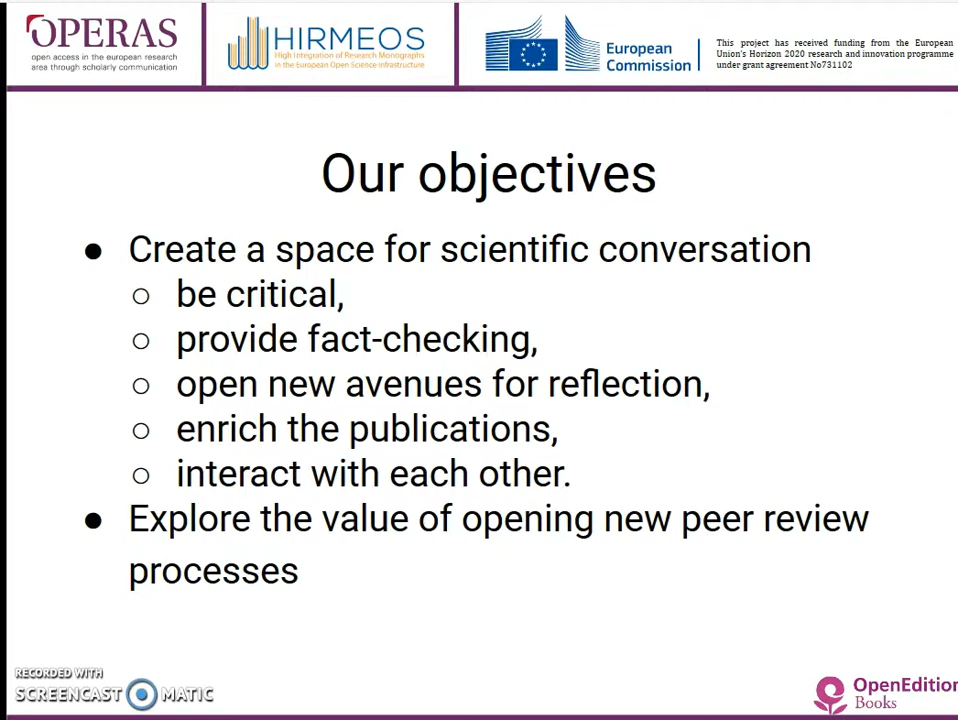 OPERAS
open access in the european research
area through scholarly communication
HIRMEOS
High Integration of Research Monographs
in the European Open Science Infrastructure
European
Commission
This project has received funding from the European
Union's Horizon 2020 research and innovation programme
under grant agreement No731102
Our objectives
● Create a space for scientific conversation
○ be critical,
○ provide fact-checking,
○ open new avenues for reflection,
○ enrich the publications,
○ interact with each other.
● Explore the value of opening new peer review
processes
RECORDED WITH
SCREENCAST MATIC
OpenEdition
Books